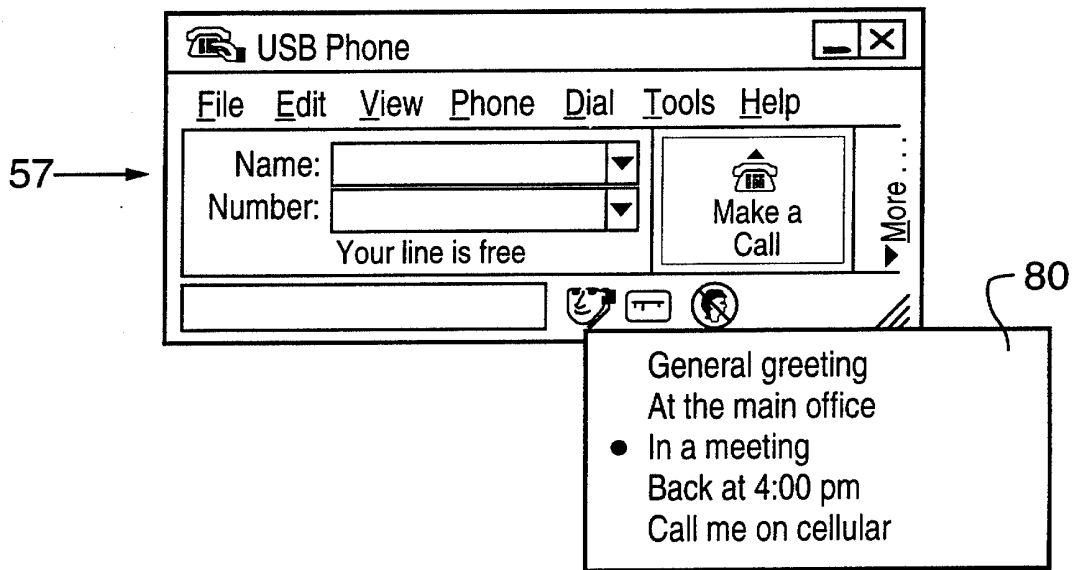 USB Phone
File Edit View Phone Dial Tools Help
57
Name:
Number:
Your line is free
Make a
Call
More . . .
80
General greeting
At the main office
In a meeting
Back at 4:00 pm
Call me on cellular